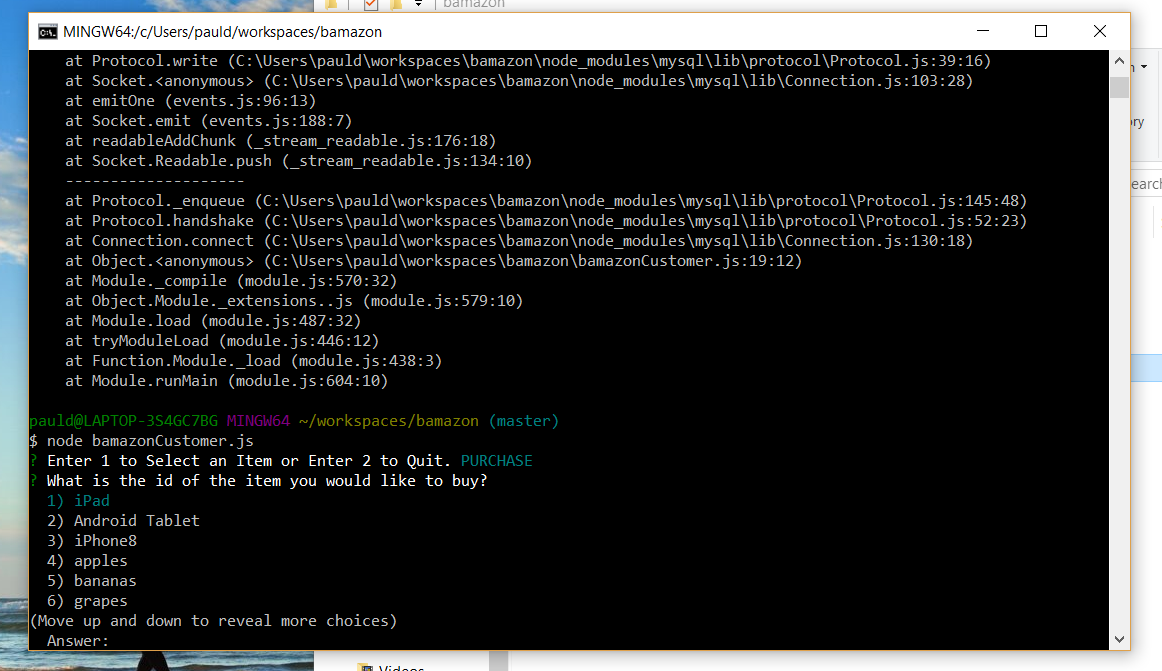 bamazon
MINGW64:/c/Users/pauld/workspaces/bamazon
at Protocol.write (C:\Users\pauld\workspaces\bamazon\node_modules\mysql\lib\protocol\Protocol.js:39:16)
at Socket.<anonymous> (C:\Users\pauld\workspaces\bamazon\node_modules\mysql\lib\Connection.js:103:28)
at emitOne (events.js:96:13)
at Socket.emit (events.js:188:7)
at readableAddChunk (_stream_readable.js:176:18)
at Socket.Readable.push (_stream_readable.js:134:10)
--------------------
at Protocol._enqueue (C:\Users\pauld\workspaces\bamazon\node_modules\mysql\lib\protocol\Protocol.js:145:48)
at Protocol.handshake (C:\Users\pauld\workspaces\bamazon\node_modules\mysql\lib\protocol\Protocol.js:52:23)
at Connection.connect (C:\Users\pauld\workspaces\bamazon\node_modules\mysql\lib\Connection.js:130:18)
at Object.<anonymous> (C:\Users\pauld\workspaces\bamazon\bamazonCustomer.js:19:12)
at Module._compile (module.js:570:32)
at Object.Module._extensions..js (module.js:579:10)
at Module.load (module.js:487:32)
at tryModuleLoad (module.js:446:12)
at Function.Module._load (module.js:438:3)
at Module.runMain (module.js:604:10)
pauld@LAPTOP-3S4GC7BG MINGW64 ~/workspaces/bamazon (master)
$ node bamazonCustomer.js
? Enter 1 to Select an Item or Enter 2 to Quit. PURCHASE
? What is the id of the item you would like to buy?
1) iPad
2) Android Tablet
3) iPhone8
4) apples
5) bananas
6) grapes
(Move up and down to reveal more choices)
Answer:
Videos